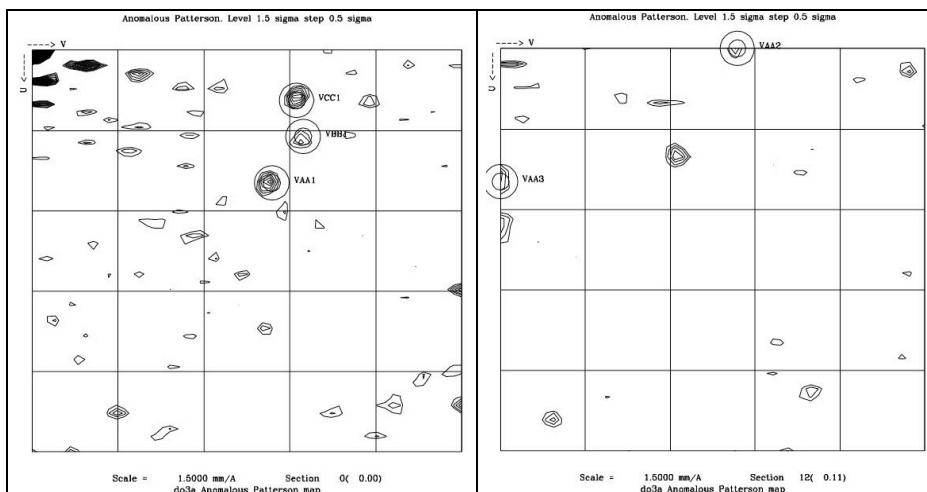 Anomalous Patterson. Level 1.5 sigma step 0.5 sigma
----> V
<---- U
VCC1
VBB1
VAA1
Scale = 1.5000 mm/A Section 0( 0.00)
do3a Anomalous Patterson map
Anomalous Patterson. Level 1.5 sigma step 0.5 sigma
----> V
<---- U
VAA2
VAA3
Scale = 1.5000 mm/A Section 12( 0.11)
do3a Anomalous Patterson map